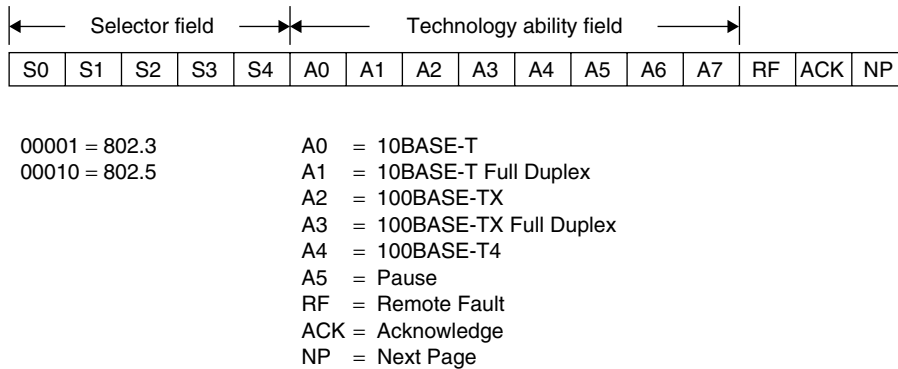 Selector field Technology ability field
S0 S1 S2 S3 S4 A0 A1 A2 A3 A4 A5 A6 A7 RF ACK NP
00001 = 802.3
00010 = 802.5
A0 = 10BASE-T
A1 = 10BASE-T Full Duplex
A2 = 100BASE-TX
A3 = 100BASE-TX Full Duplex
A4 = 100BASE-T4
A5 = Pause
RF = Remote Fault
ACK = Acknowledge
NP = Next Page